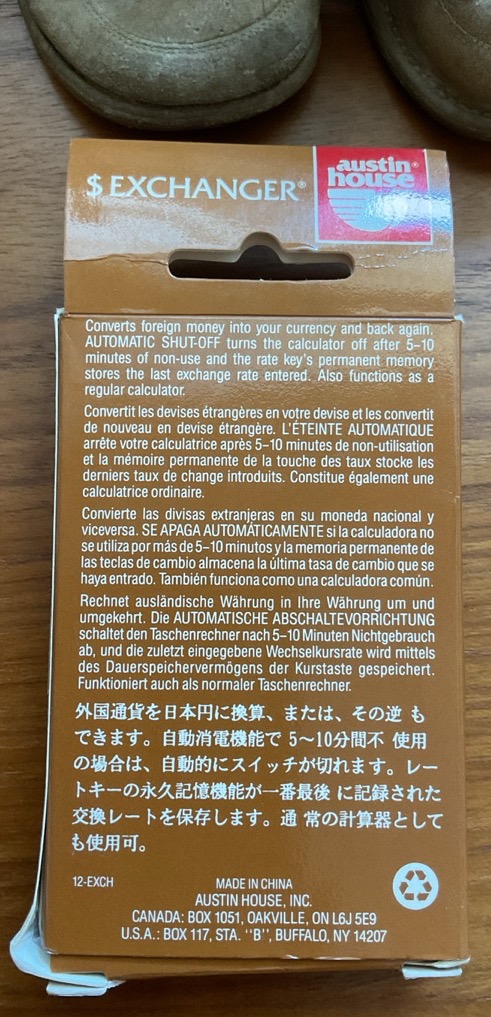 $ EXCHANGER®
austin®
house
Converts foreign money into your currency and back again.
AUTOMATIC SHUT-OFF turns the calculator off after 5–10
minutes of non-use and the rate key's permanent memory
stores the last exchange rate entered. Also functions as a
regular calculator.
Convertit les devises étrangères en votre devise et les convertit
de nouveau en devise étrangère. L'ÉTEINTE AUTOMATIQUE
arrête votre calculatrice après 5–10 minutes de non-utilisation
et la mémoire permanente de la touche des taux stocke les
derniers taux de change introduits. Constitue également une
calculatrice ordinaire.
Convierte las divisas extranjeras en su moneda nacional y
viceversa. SE APAGA AUTOMÁTICAMENTE si la calculadora no
se utiliza por más de 5–10 minutos y la memoria permanente de
las teclas de cambio almacena la última tasa de cambio que se
haya entrado. También funciona como una calculadora común.
Rechnet ausländische Währung in Ihre Währung um und
umgekehrt. Die AUTOMATISCHE ABSCHALTEVORRICHTUNG
schaltet den Taschenrechner nach 5–10 Minuten Nichtgebrauch
ab, und die zuletzt eingegebene Wechselkursrate wird mittels
des Dauerspeichervermögens der Kurstaste gespeichert.
Funktioniert auch als normaler Taschenrechner.
外国通貨を日本円に換算、または、その逆 も
できます。自動消電機能で 5〜10分間不 使用
の場合は、自動的にスイッチが切れます。レー
トキーの永久記憶機能が一番最後 に記録された
交換レートを保存します。通 常の計算器として
も使用可。
12-EXCH
MADE IN CHINA
AUSTIN HOUSE, INC.
CANADA: BOX 1051, OAKVILLE, ON L6J 5E9
U.S.A.: BOX 117, STA. ''B'', BUFFALO, NY 14207